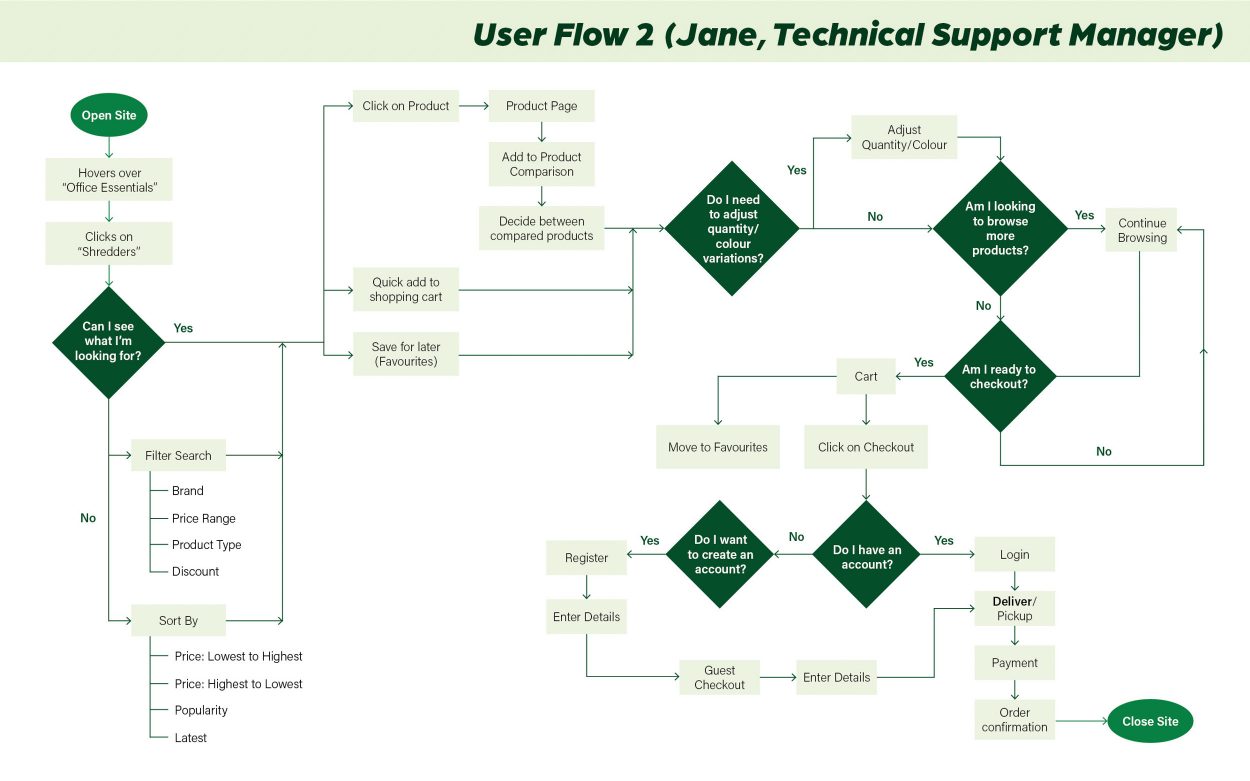 User Flow 2 (Jane, Technical Support Manager)
Open Site
Hovers over
“Office Essentials”
Clicks on
“Shredders”
Can I see
what I’m
looking for?
Yes
No
Filter Search
Brand
Price Range
Product Type
Discount
Sort By
Price: Lowest to Highest
Price: Highest to Lowest
Popularity
Latest
Click on Product
Product Page
Add to Product
Comparison
Decide between
compared products
Quick add to
shopping cart
Save for later
(Favourites)
Do I need
to adjust
quantity/
colour
variations?
Yes
Adjust
Quantity/Colour
No
Am I looking
to browse
more
products?
Yes
Continue
Browsing
No
Am I ready to
checkout?
Yes
No
Cart
Move to Favourites
Click on Checkout
Do I have an
account?
No
Do I want
to create an
account?
Yes
Register
Enter Details
Guest
Checkout
Enter Details
Yes
Login
Deliver/
Pickup
Payment
Order
confirmation
Close Site